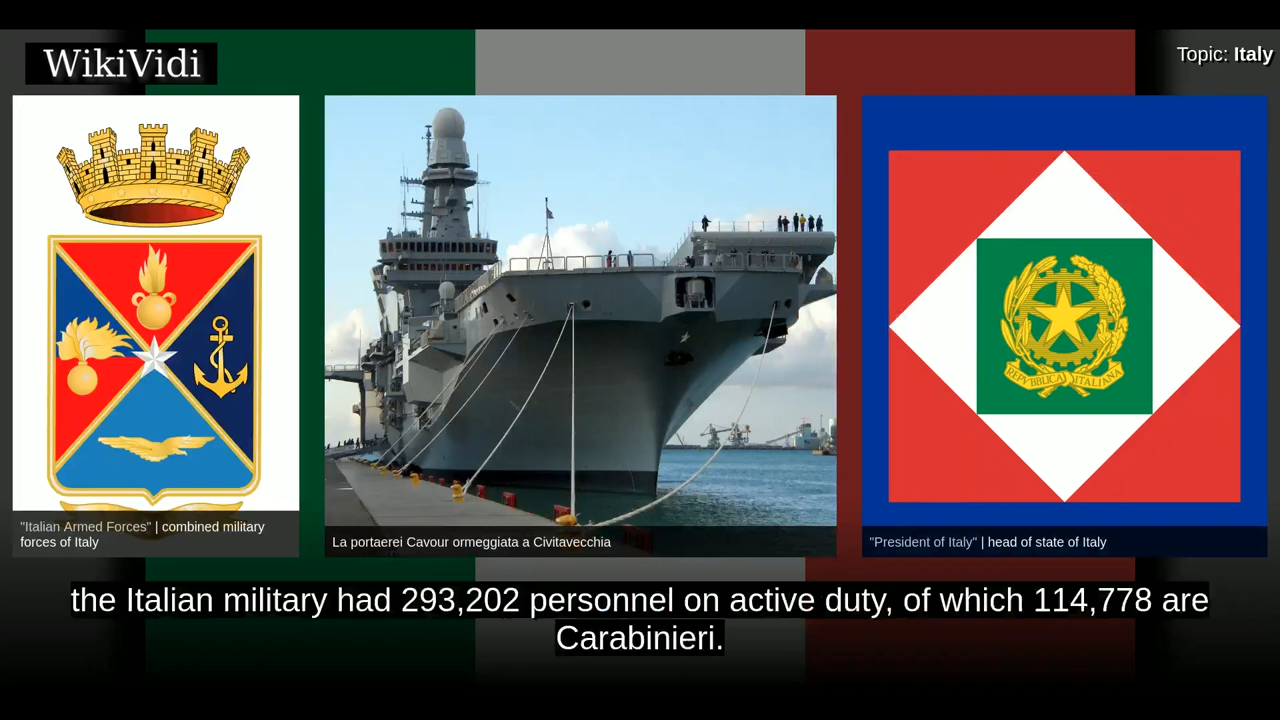 WikiVidi
Topic: Italy
"Italian Armed Forces" | combined military
forces of Italy
La portaerei Cavour ormeggiata a Civitavecchia
REPVBBLICA ITALIANA
"President of Italy" | head of state of Italy
the Italian military had 293,202 personnel on active duty, of which 114,778 are
Carabinieri.